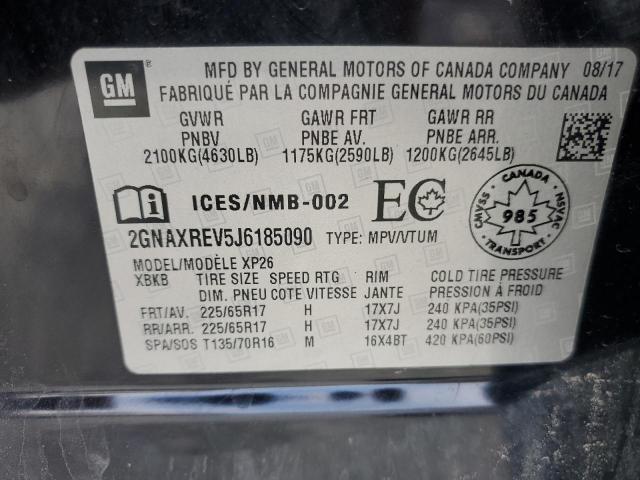 GM ®
MFD BY GENERAL MOTORS OF CANADA COMPANY 08/17
FABRIQUÉ PAR LA COMPAGNIE GENERAL MOTORS DU CANADA
GVWR GAWR FRT GAWR RR
PNBV PNBE AV. PNBE ARR.
2100KG(4630LB) 1175KG(2590LB) 1200KG(2645LB)
i ICES/NMB-002 EC
CANADA
CMVSS 985 NSVAC
TRANSPORT
2GNAXREV5J6185090 TYPE: MPV/VTUM
MODEL/MODÈLE XP26
XBKB TIRE SIZE SPEED RTG RIM COLD TIRE PRESSURE
DIM. PNEU COTE VITESSE JANTE PRESSION À FROID
FRT/AV. 225/65R17 H 17X7J 240 KPA(35PSI)
RR/ARR. 225/65R17 H 17X7J 240 KPA(35PSI)
SPA/SOS T135/70R16 M 16X4BT 420 KPA(60PSI)